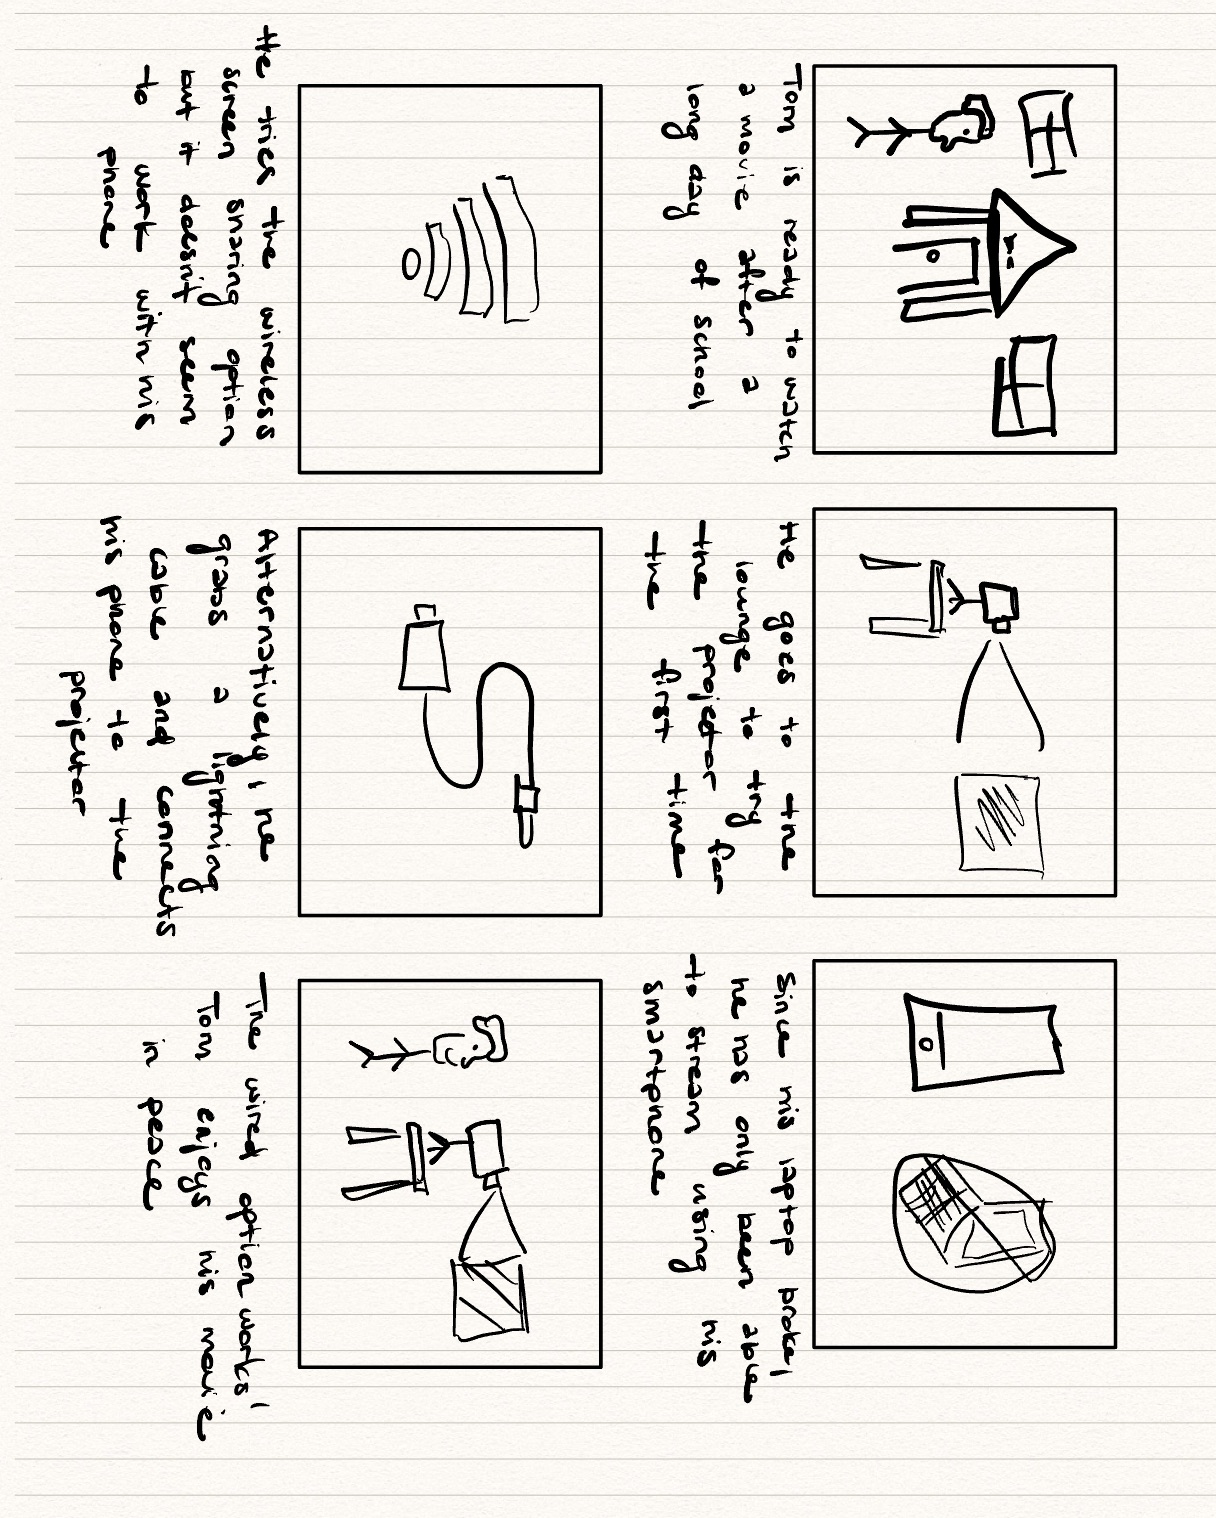 Tom is ready to watch
a movie after a
long day of school
He goes to the
lounge to try
the projector for
the first time
Since his laptop broke,
he has only been able
to stream using his
smartphone
He tries the wireless
screen sharing option
but it doesn't seem
to work with his
phone
Alternatively, he
grabs a lightning
cable and connects
his phone to the
projector
The wired option works!
Tom enjoys his movie
in peace